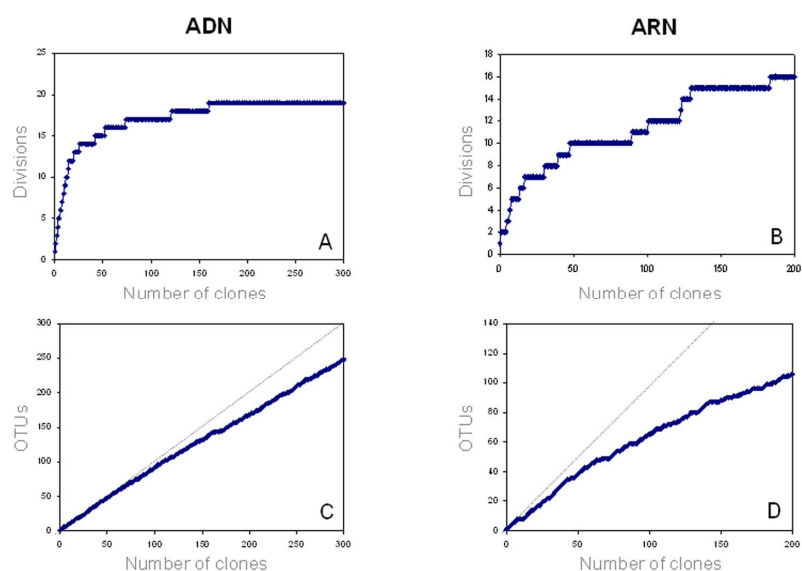 ADN
ARN
25
20
15
10
5
0
Divisions
0 50 100 150 200 250 300
Number of clones
A
18
16
14
12
10
8
6
4
2
0
Divisions
0 50 100 150 200
Number of clones
B
300
250
200
150
100
50
0
OTUs
0 50 100 150 200 250 300
Number of clones
C
140
120
100
80
60
40
20
0
OTUs
0 50 100 150 200
Number of clones
D